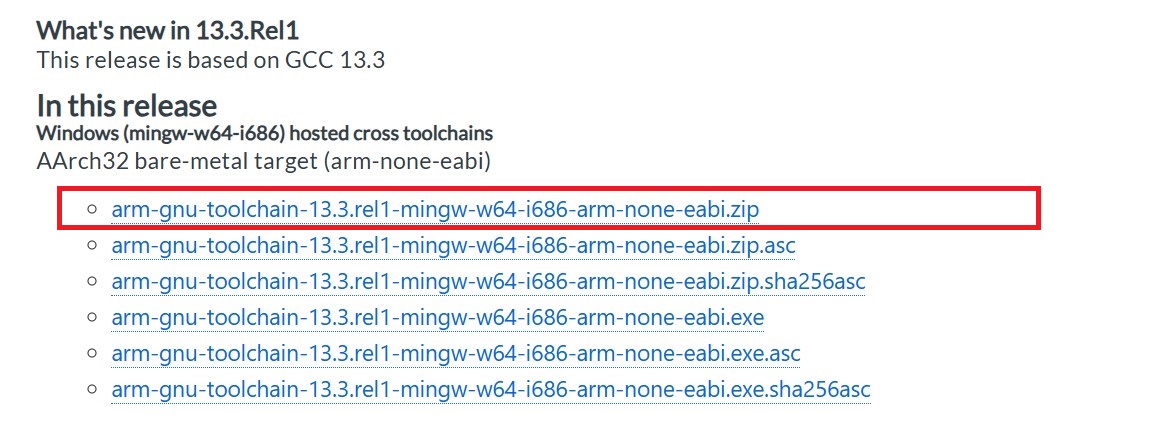 What's new in 13.3.Rel1
This release is based on GCC 13.3
In this release
Windows (mingw-w64-i686) hosted cross toolchains
AArch32 bare-metal target (arm-none-eabi)
arm-gnu-toolchain-13.3.rel1-mingw-w64-i686-arm-none-eabi.zip
arm-gnu-toolchain-13.3.rel1-mingw-w64-i686-arm-none-eabi.zip.asc
arm-gnu-toolchain-13.3.rel1-mingw-w64-i686-arm-none-eabi.zip.sha256asc
arm-gnu-toolchain-13.3.rel1-mingw-w64-i686-arm-none-eabi.exe
arm-gnu-toolchain-13.3.rel1-mingw-w64-i686-arm-none-eabi.exe.asc
arm-gnu-toolchain-13.3.rel1-mingw-w64-i686-arm-none-eabi.exe.sha256asc